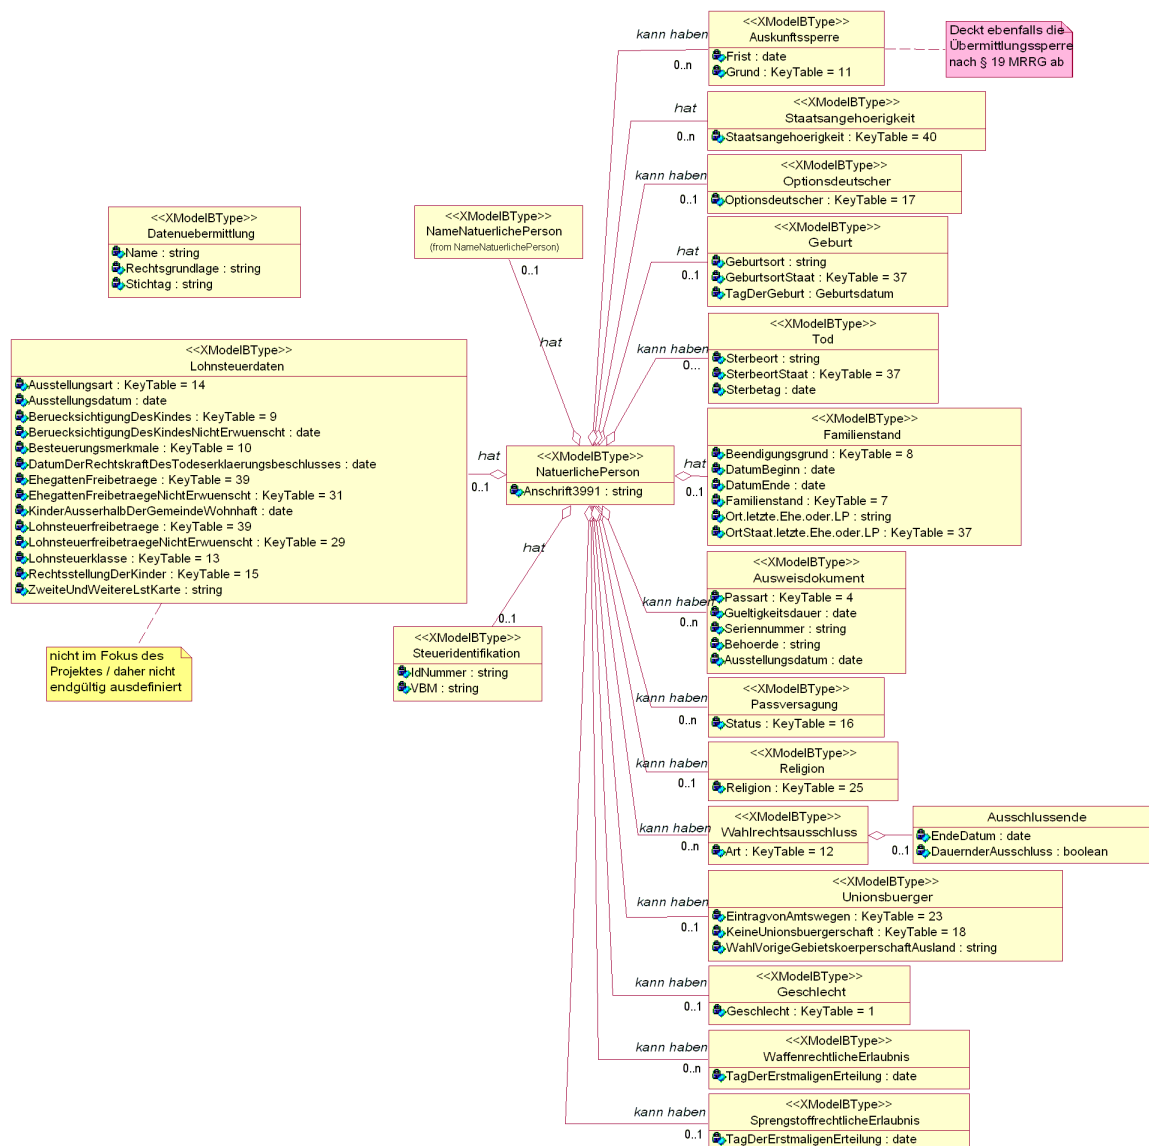 <<XModelBType>>
Auskunftssperre
Frist : date
Grund : KeyTable = 11
kann haben
0..n
Deckt ebenfalls die
Übermittlungssperre
nach § 19 MRRG ab
<<XModelBType>>
Staatsangehoerigkeit
Staatsangehoerigkeit : KeyTable = 40
hat
0..n
<<XModelBType>>
Optionsdeutscher
Optionsdeutscher : KeyTable = 17
kann haben
0..1
<<XModelBType>>
Geburt
Geburtsort : string
GeburtsortStaat : KeyTable = 37
TagDerGeburt : Geburtsdatum
hat
0..1
<<XModelBType>>
Datenuebermittlung
Name : string
Rechtsgrundlage : string
Stichtag : string
<<XModelBType>>
NameNatuerlichePerson
(from NameNatuerlichePerson)
0..1
hat
<<XModelBType>>
Tod
Sterbeort : string
SterbeortStaat : KeyTable = 37
Sterbetag : date
kann haben
0...
<<XModelBType>>
Lohnsteuerdaten
Ausstellungsart : KeyTable = 14
Ausstellungsdatum : date
BeruecksichtigungDesKindes : KeyTable = 9
BeruecksichtigungDesKindesNichtErwuenscht : date
Besteuerungsmerkmale : KeyTable = 10
DatumDerRechtskraftDesTodeserklaerungsbeschlusses : date
EhegattenFreibetraege : KeyTable = 39
EhegattenFreibetraegeNichtErwuenscht : KeyTable = 31
KinderAusserhalbDerGemeindeWohnhaft : date
Lohnsteuerfreibetraege : KeyTable = 39
LohnsteuerfreibetraegeNichtErwuenscht : KeyTable = 29
Lohnsteuerklasse : KeyTable = 13
RechtsstellungDerKinder : KeyTable = 15
ZweiteUndWeitereLstKarte : string
hat
0..1
<<XModelBType>>
NatuerlichePerson
Anschrift3991 : string
hat
0..1
<<XModelBType>>
Familienstand
Beendigungsgrund : KeyTable = 8
DatumBeginn : date
DatumEnde : date
Familienstand : KeyTable = 7
Ort.letzte.Ehe.oder.LP : string
OrtStaat.letzte.Ehe.oder.LP : KeyTable = 37
nicht im Fokus des
Projektes / daher nicht
endgültig ausdefiniert
hat
0..1
<<XModelBType>>
Steueridentifikation
IdNummer : string
VBM : string
<<XModelBType>>
Ausweisdokument
Passart : KeyTable = 4
Gueltigkeitsdauer : date
Seriennummer : string
Behoerde : string
Ausstellungsdatum : date
kann haben
0..n
<<XModelBType>>
Passversagung
Status : KeyTable = 16
kann haben
0..n
<<XModelBType>>
Religion
Religion : KeyTable = 25
kann haben
0..1
<<XModelBType>>
Wahlrechtsausschluss
Art : KeyTable = 12
kann haben
0..n
Ausschlussende
EndeDatum : date
DauernderAusschluss : boolean
0..1
<<XModelBType>>
Unionsbuerger
EintragvonAmtswegen : KeyTable = 23
KeineUnionsbuergerschaft : KeyTable = 18
WahlVorigeGebietskoerperschaftAusland : string
kann haben
0..1
<<XModelBType>>
Geschlecht
Geschlecht : KeyTable = 1
kann haben
0..1
<<XModelBType>>
WaffenrechtlicheErlaubnis
TagDerErstmaligenErteilung : date
kann haben
0..n
<<XModelBType>>
SprengstoffrechtlicheErlaubnis
TagDerErstmaligenErteilung : date
kann haben
0..1